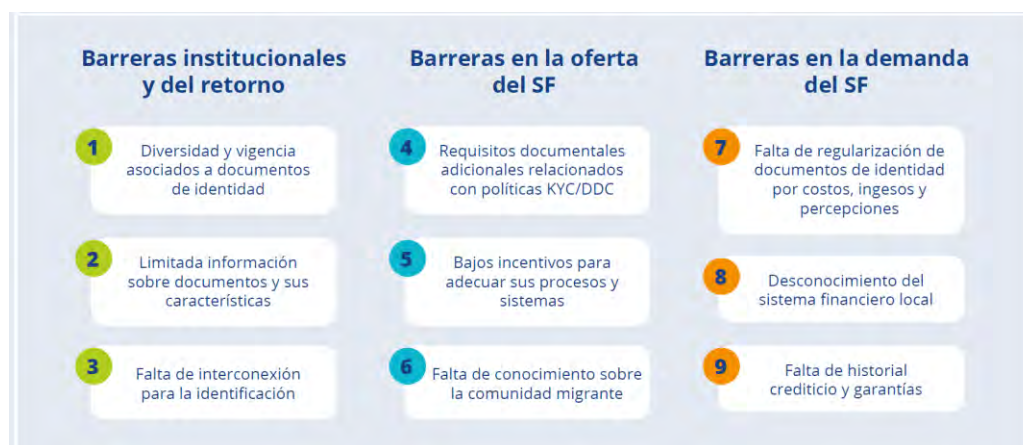 Barreras institucionales
y del retorno
1
Diversidad y vigencia
asociados a documentos
de identidad
2
Limitada información
sobre documentos y sus
características
3
Falta de interconexión
para la identificación
Barreras en la oferta
del SF
4
Requisitos documentales
adicionales relacionados
con políticas KYC/DDC
5
Bajos incentivos para
adecuar sus procesos y
sistemas
6
Falta de conocimiento sobre
la comunidad migrante
Barreras en la demanda
del SF
7
Falta de regularización de
documentos de identidad
por costos, ingesos y
percepciones
8
Desconocimiento del
sistema financiero local
9
Falta de historial
crediticio y garantías